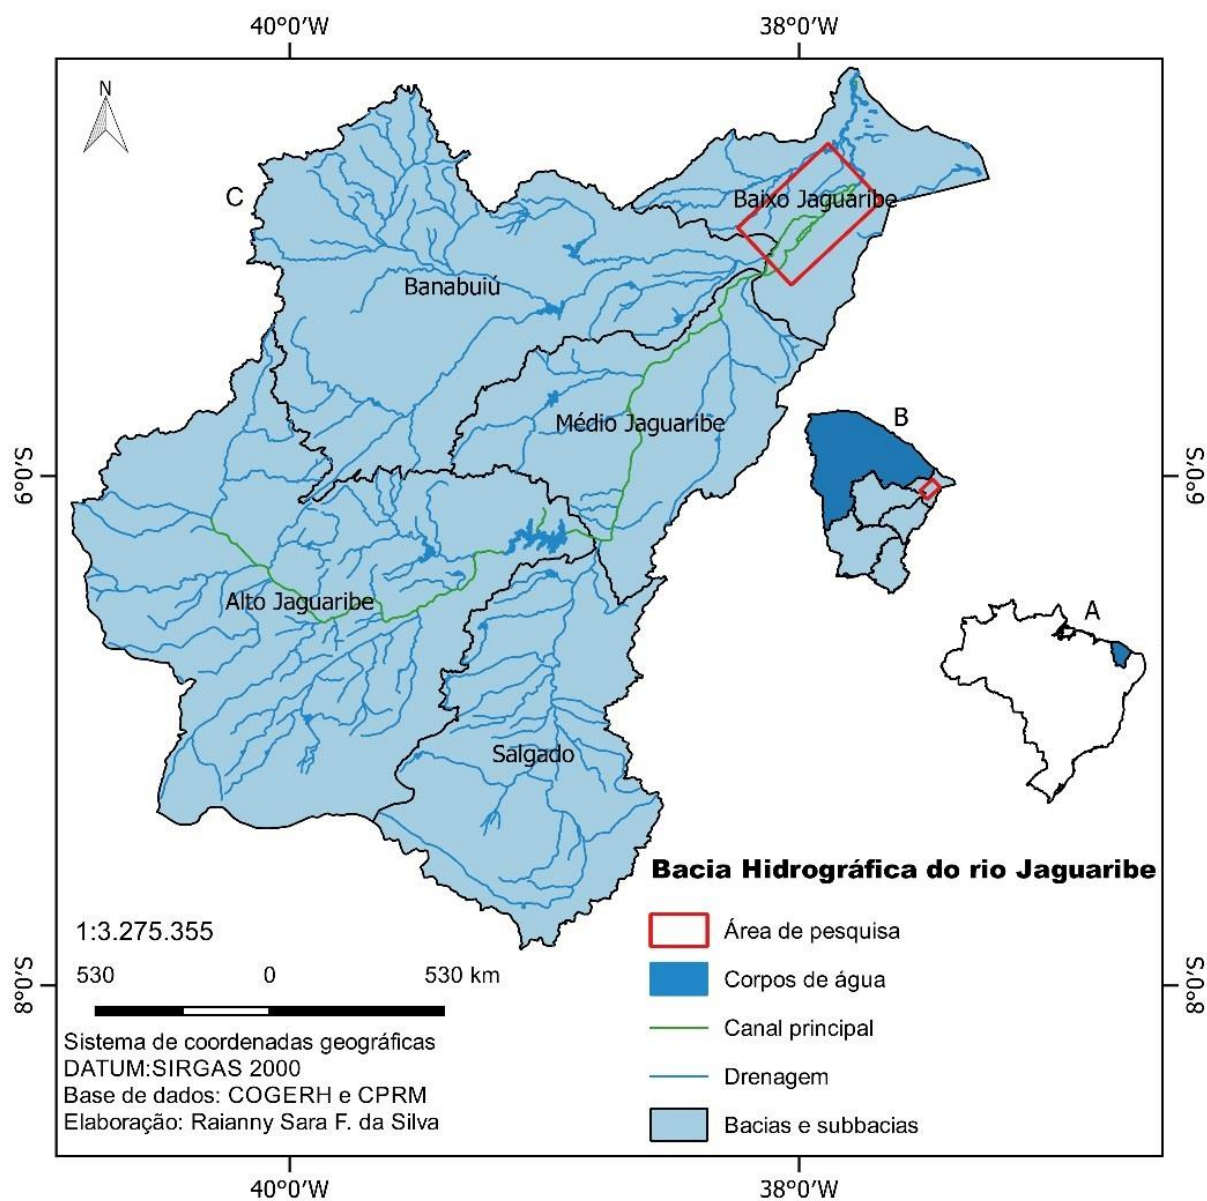 40°0'W
38°0'W
N
C
Baixo Jaguaribe
Banabuiú
Médio Jaguaribe
B
6°0'S
6°0'S
Alto Jaguaribe
A
Salgado
Bacia Hidrográfica do rio Jaguaribe
Área de pesquisa
Corpos de água
Canal principal
Drenagem
Bacias e subbacias
1:3.275.355
530 0 530 km
8°0'S
8°0'S
Sistema de coordenadas geográficas
DATUM:SIRGAS 2000
Base de dados: COGERH e CPRM
Elaboração: Raianny Sara F. da Silva
40°0'W
38°0'W